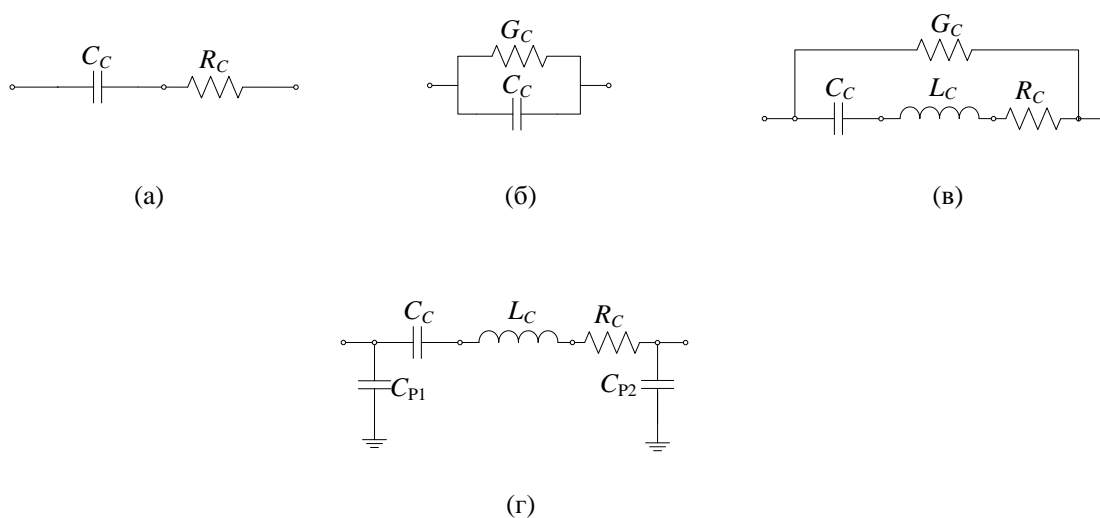 C_C R_C
G_C
C_C
(а)
(б)
G_C
C_C L_C R_C
(в)
C_C L_C R_C
C_P1 C_P2
(г)